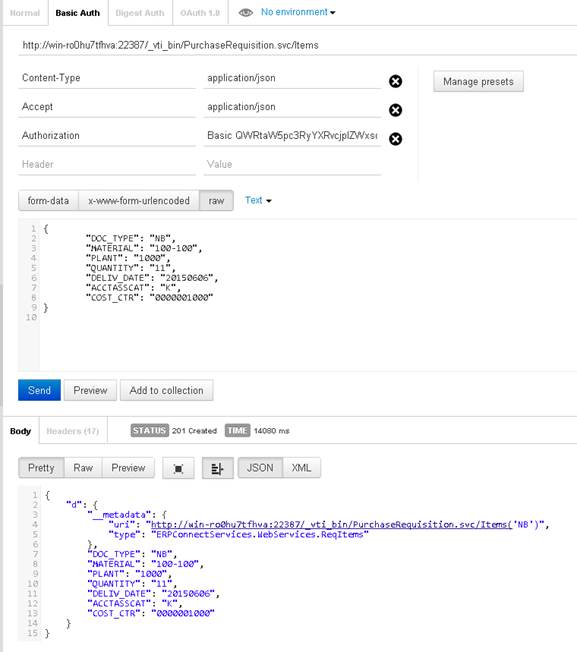 Normal Basic Auth Digest Auth OAuth 1.0 No environment
http://win-ro0hu7tfhva:22387/_vti_bin/PurchaseRequisition.svc/Items
Content-Type application/json
Manage presets
Accept application/json
Authorization Basic
Header Value
form-data x-www-form-urlencoded raw Text
1 {
2 "DOC_TYPE": "NB",
3 "MATERIAL": "100-100",
4 "PLANT": "1000",
5 "QUANTITY": "11",
6 "DELIV_DATE": "20150606",
7 "ACCTASSCAT": "K",
8 "COST_CTR": "0000001000"
9 }
10
Send Preview Add to collection
Body Headers (17) STATUS 201 Created TIME 14080 ms
Pretty Raw Preview JSON XML
1 {
2 "d": {
3 "__metadata": {
4 "uri": "http://win-ro0hu7tfhva:22387/_vti_bin/PurchaseRequisition.svc/Items('NB')",
5 "type": "ERPConnectServices.WebServices.ReqItems"
6 },
7 "DOC_TYPE": "NB",
8 "MATERIAL": "100-100",
9 "PLANT": "1000",
10 "QUANTITY": "11",
11 "DELIV_DATE": "20150606",
12 "ACCTASSCAT": "K",
13 "COST_CTR": "0000001000"
14 }
15 }